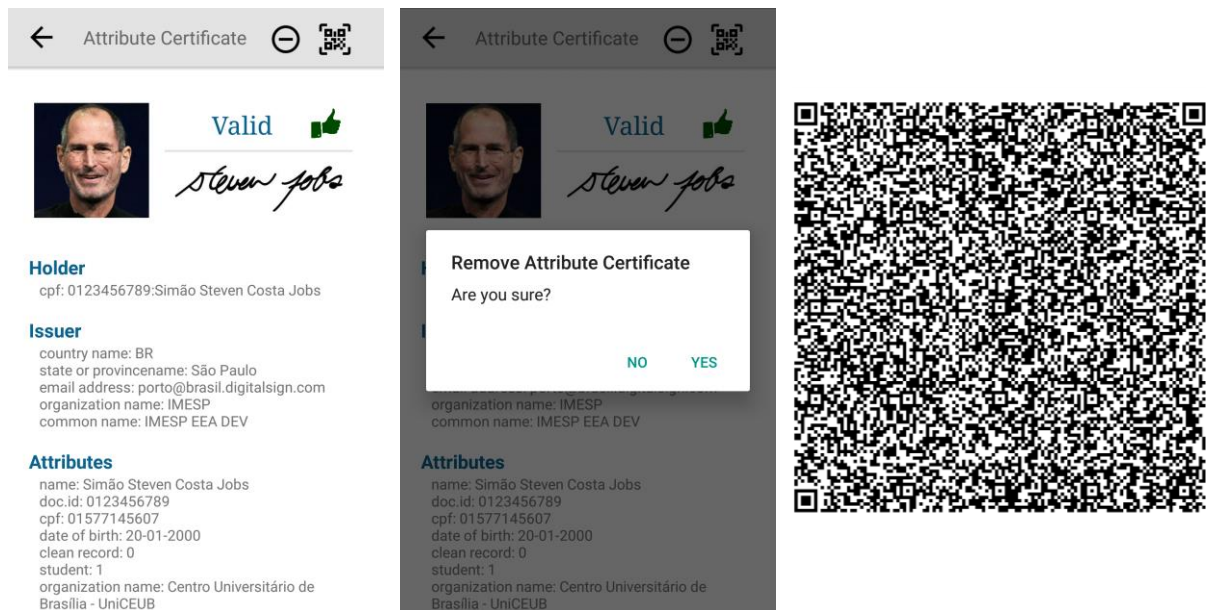 Attribute Certificate
Valid
Steven Jobs
Holder
cpf: 0123456789:Simão Steven Costa Jobs
Issuer
country name: BR
state or provincename: São Paulo
email address: porto@brasil.digitalsign.com
organization name: IMESP
common name: IMESP EEA DEV
Attributes
name: Simão Steven Costa Jobs
doc.id: 0123456789
cpf: 01577145607
date of birth: 20-01-2000
clean record: 0
student: 1
organization name: Centro Universitário de
Brasília - UniCEUB
Attribute Certificate
Valid
Steven Jobs
Remove Attribute Certificate
Are you sure?
NO YES
organization name: IMESP
common name: IMESP EEA DEV
Attributes
name: Simão Steven Costa Jobs
doc.id: 0123456789
cpf: 01577145607
date of birth: 20-01-2000
clean record: 0
student: 1
organization name: Centro Universitário de
Brasília - UniCEUB